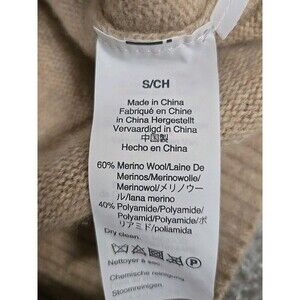 S/CH
Made in China
Fabriqué en Chine
in China Hergestellt
Vervaardigd in China
中国製
Hecho en China
60% Merino Wool/Laine De
Merinos/Merinowolle/
Merinowol/メリノウー
ル/lana merino
40% Polyamide/Polyamide/
Polyamid/Polyamide/ポリ
アミド/poliamida
Dry clean.
Nettoyer à sec.
Chemische reinigung
Stoomreinigen.